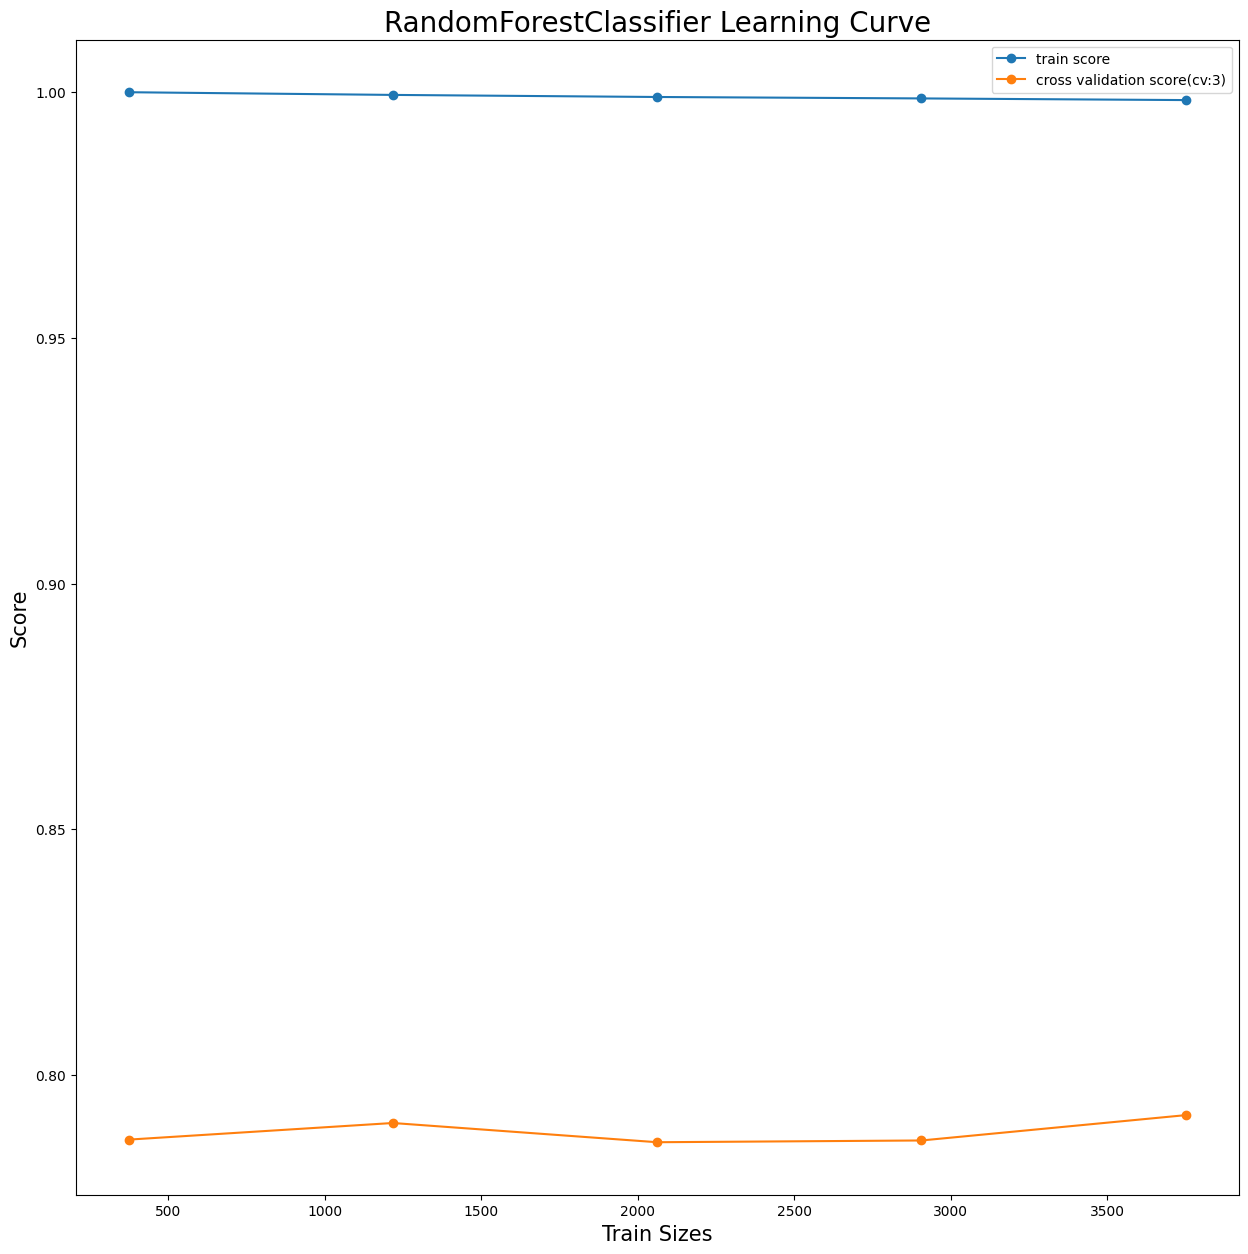 RandomForestClassifier Learning Curve
train score
cross validation score(cv:3)
1.00
0.95
0.90
0.85
0.80
Score
500 1000 1500 2000 2500 3000 3500
Train Sizes